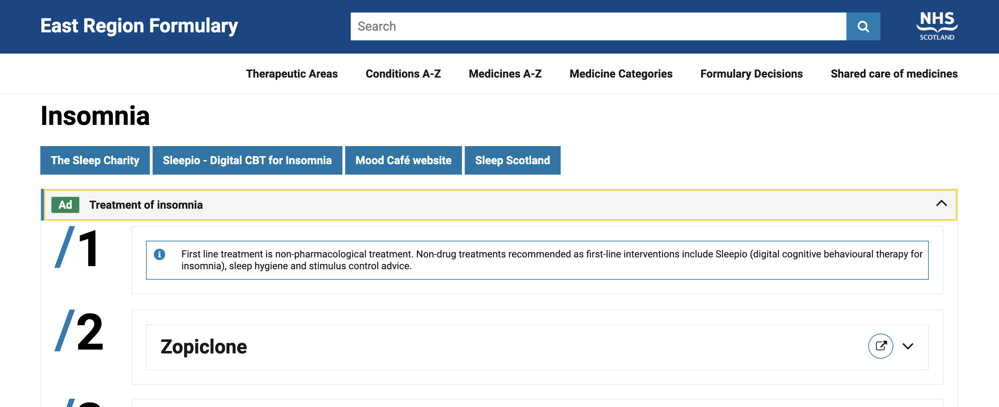 East Region Formulary
Search
NHS
SCOTLAND
Therapeutic Areas
Conditions A-Z
Medicines A-Z
Medicine Categories
Formulary Decisions
Shared care of medicines
Insomnia
The Sleep Charity
Sleepio - Digital CBT for Insomnia
Mood Café website
Sleep Scotland
Ad Treatment of insomnia
/1
First line treatment is non-pharmacological treatment. Non-drug treatments recommended as first-line interventions include Sleepio (digital cognitive behavioural therapy for
insomnia), sleep hygiene and stimulus control advice.
/2
Zopiclone